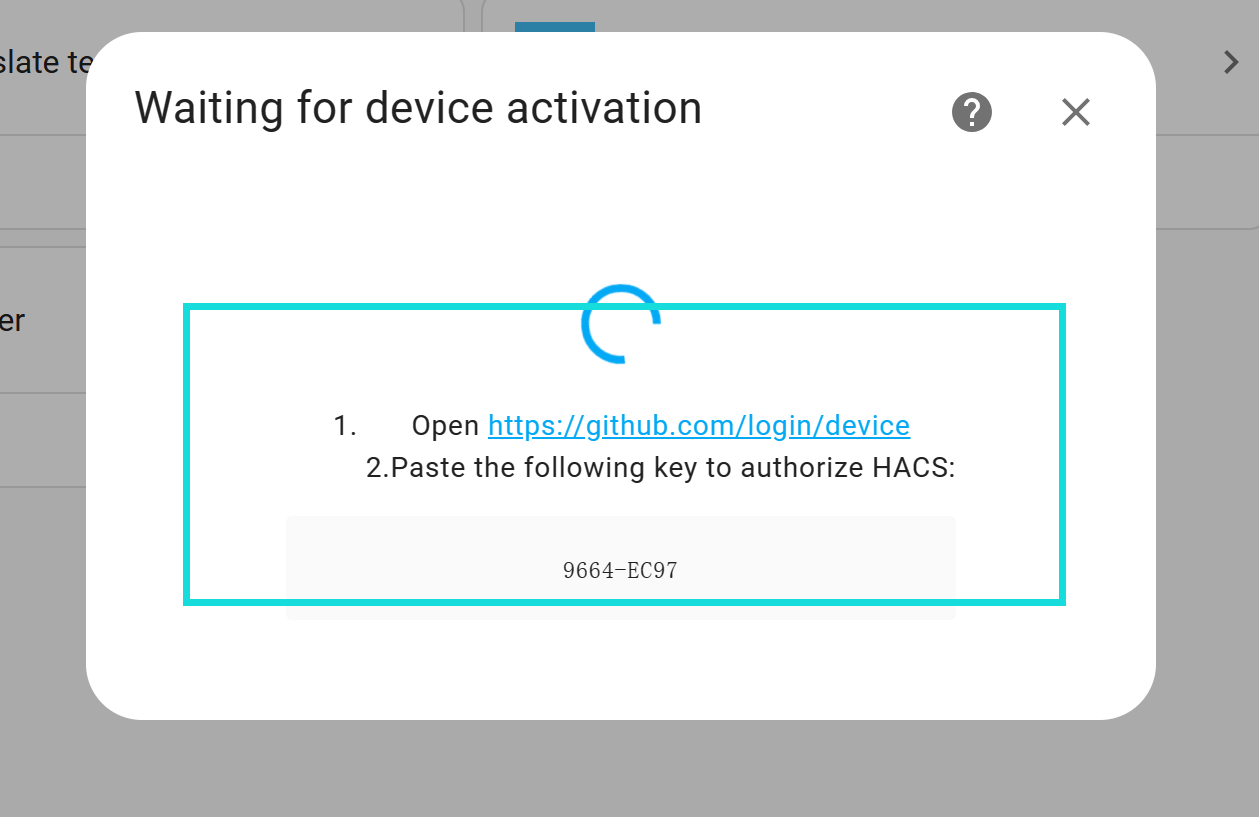 slate te
Waiting for device activation
er
1. Open https://github.com/login/device
2.Paste the following key to authorize HACS:
9664-EC97